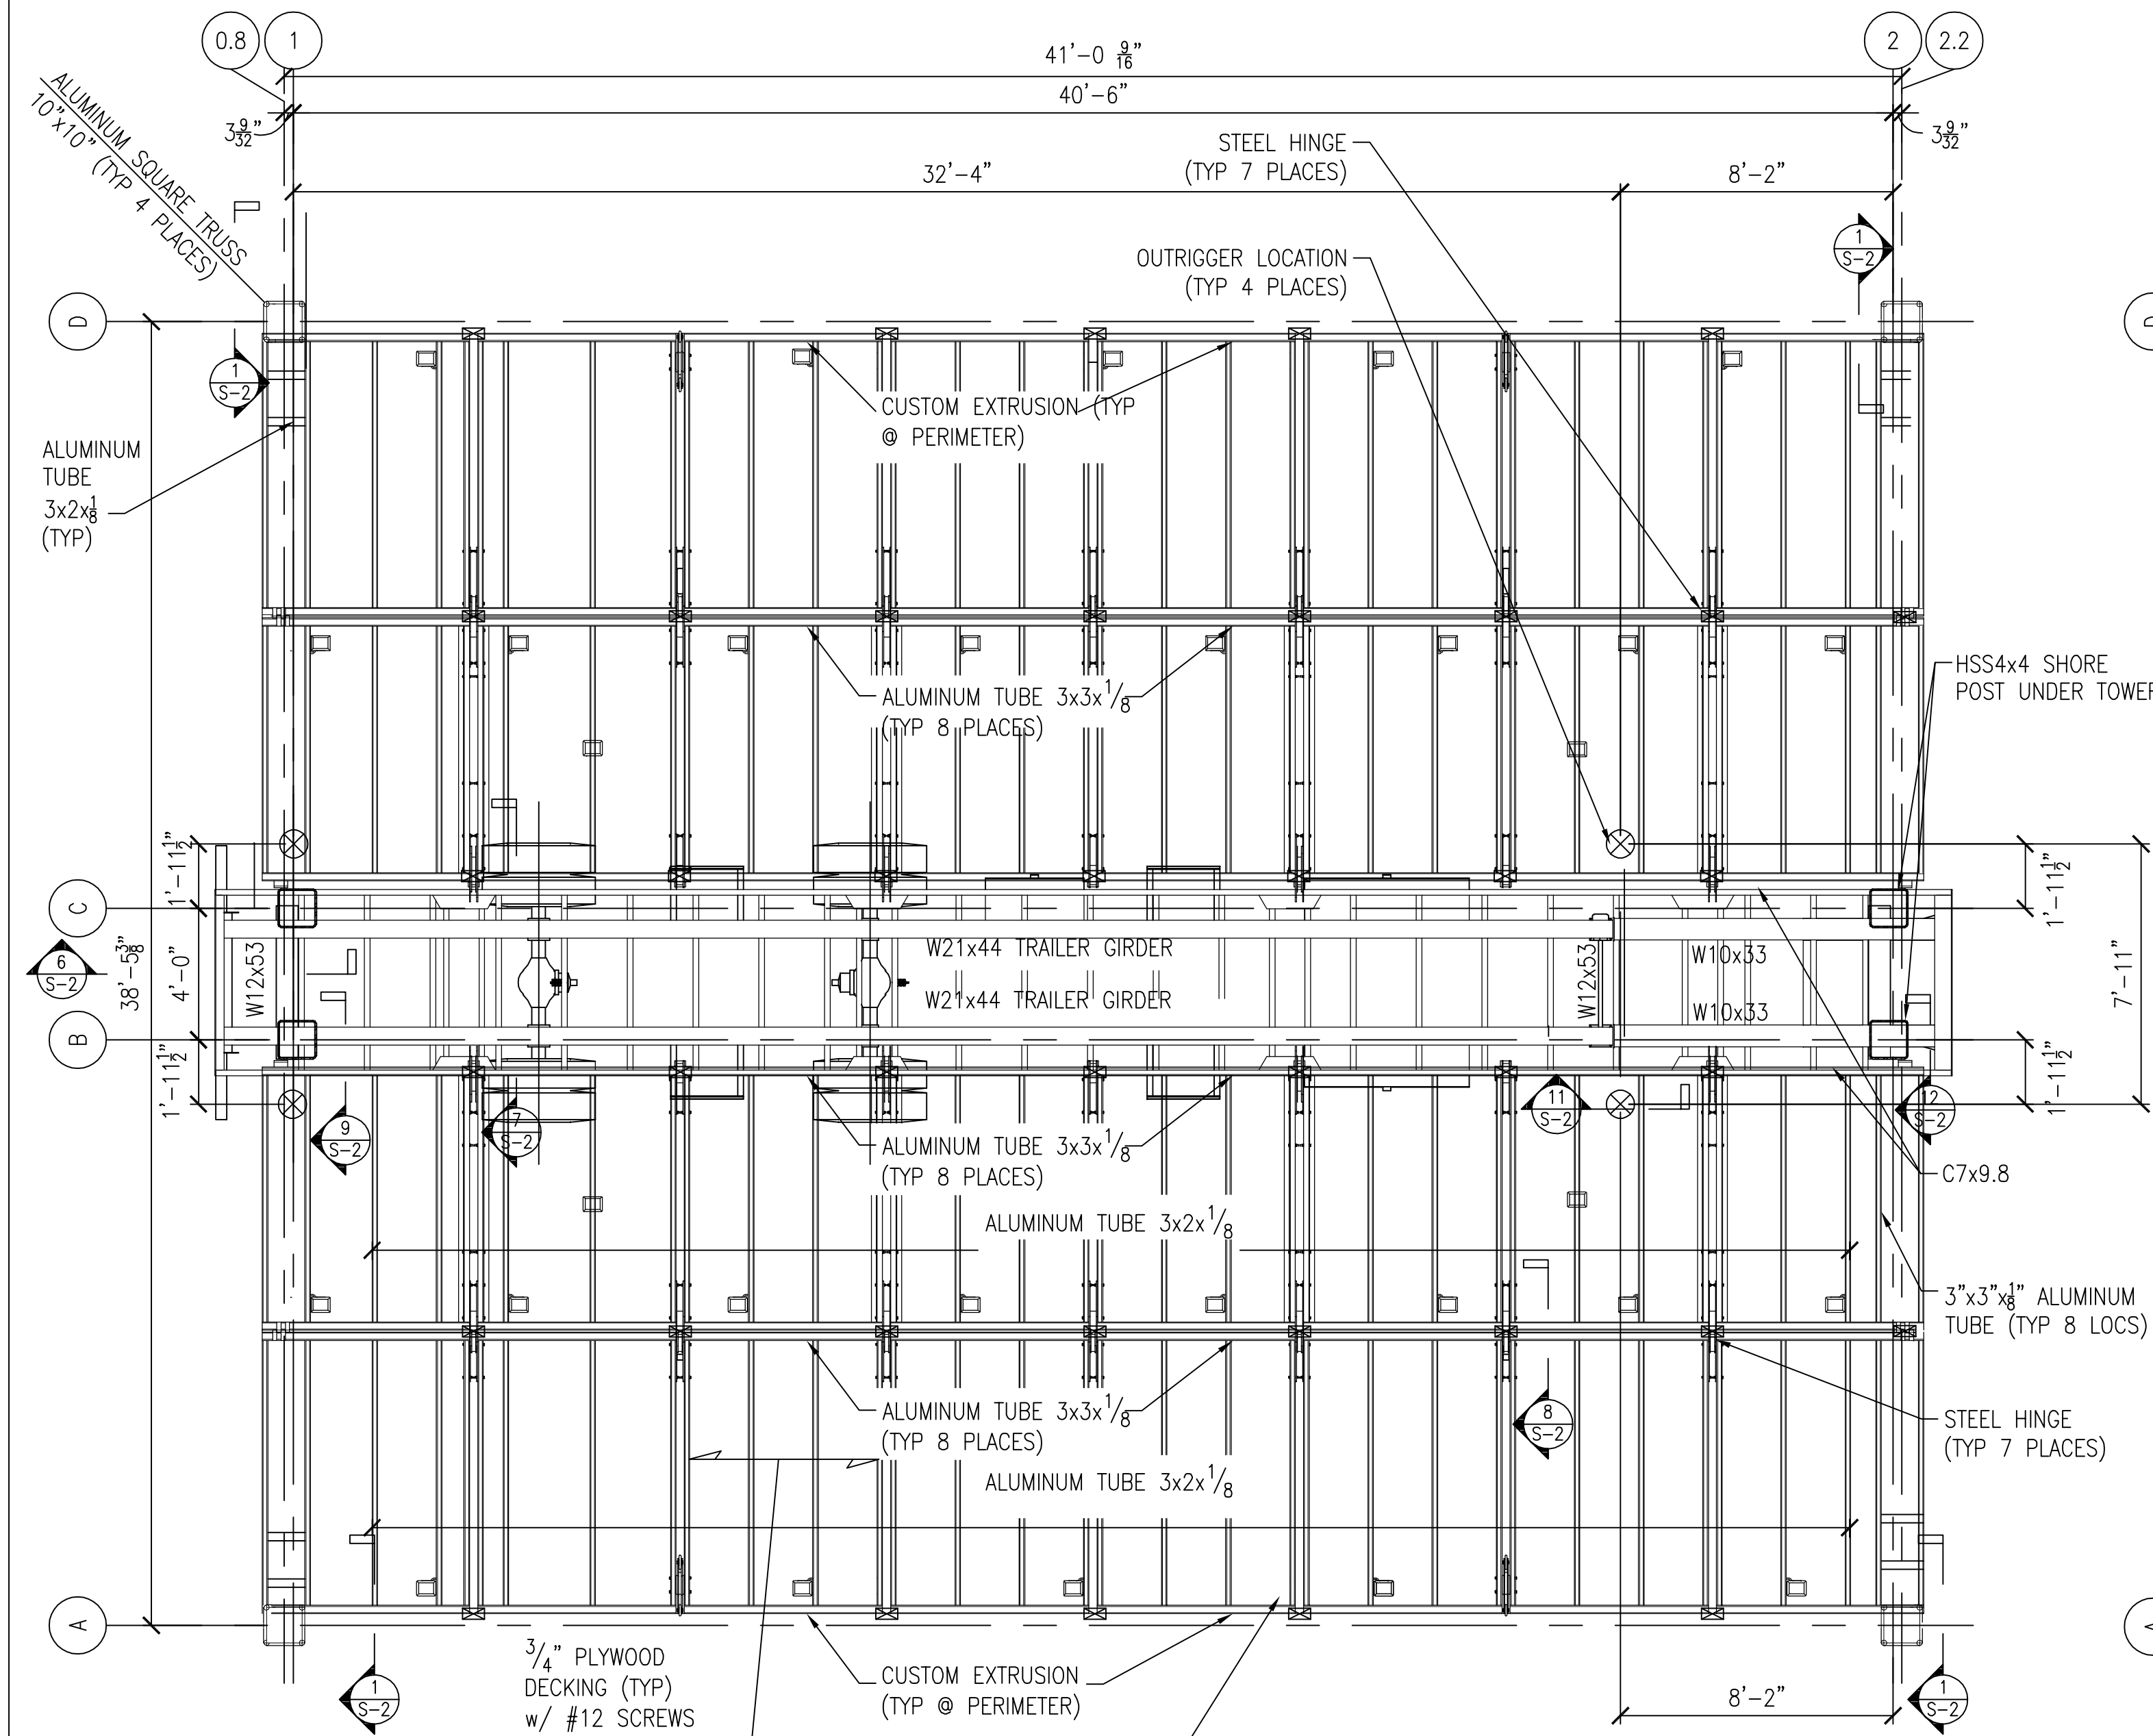 0.8
1
2
2.2
41'-0 9/16"
40'-6"
3 9/32"
3 9/32"
ALUMINUM SQUARE TRUSS
10"x10" (TYP 4 PLACES)
STEEL HINGE
(TYP 7 PLACES)
32'-4"
8'-2"
OUTRIGGER LOCATION
(TYP 4 PLACES)
1
S-2
D
D
1
S-2
CUSTOM EXTRUSION (TYP
@ PERIMETER)
ALUMINUM
TUBE
3x2x1/8
(TYP)
HSS4x4 SHORE
POST UNDER TOWER
ALUMINUM TUBE 3x3x1/8
(TYP 8 PLACES)
1'-11 1/2"
1'-11 1/2"
C
6
S-2
38'-5 3/8"
4'-0"
W12x53
W21x44 TRAILER GIRDER
W21x44 TRAILER GIRDER
W12x53
W10x33
W10x33
7'-11"
B
1'-11 1/2"
1'-11 1/2"
9
S-2
7
S-2
11
S-2
12
S-2
ALUMINUM TUBE 3x3x1/8
(TYP 8 PLACES)
C7x9.8
ALUMINUM TUBE 3x2x1/8
3"x3"x1/8" ALUMINUM
TUBE (TYP 8 LOCS)
ALUMINUM TUBE 3x3x1/8
(TYP 8 PLACES)
8
S-2
STEEL HINGE
(TYP 7 PLACES)
ALUMINUM TUBE 3x2x1/8
A
A
3/4" PLYWOOD
DECKING (TYP)
w/ #12 SCREWS
CUSTOM EXTRUSION
(TYP @ PERIMETER)
1
S-2
8'-2"
1
S-2